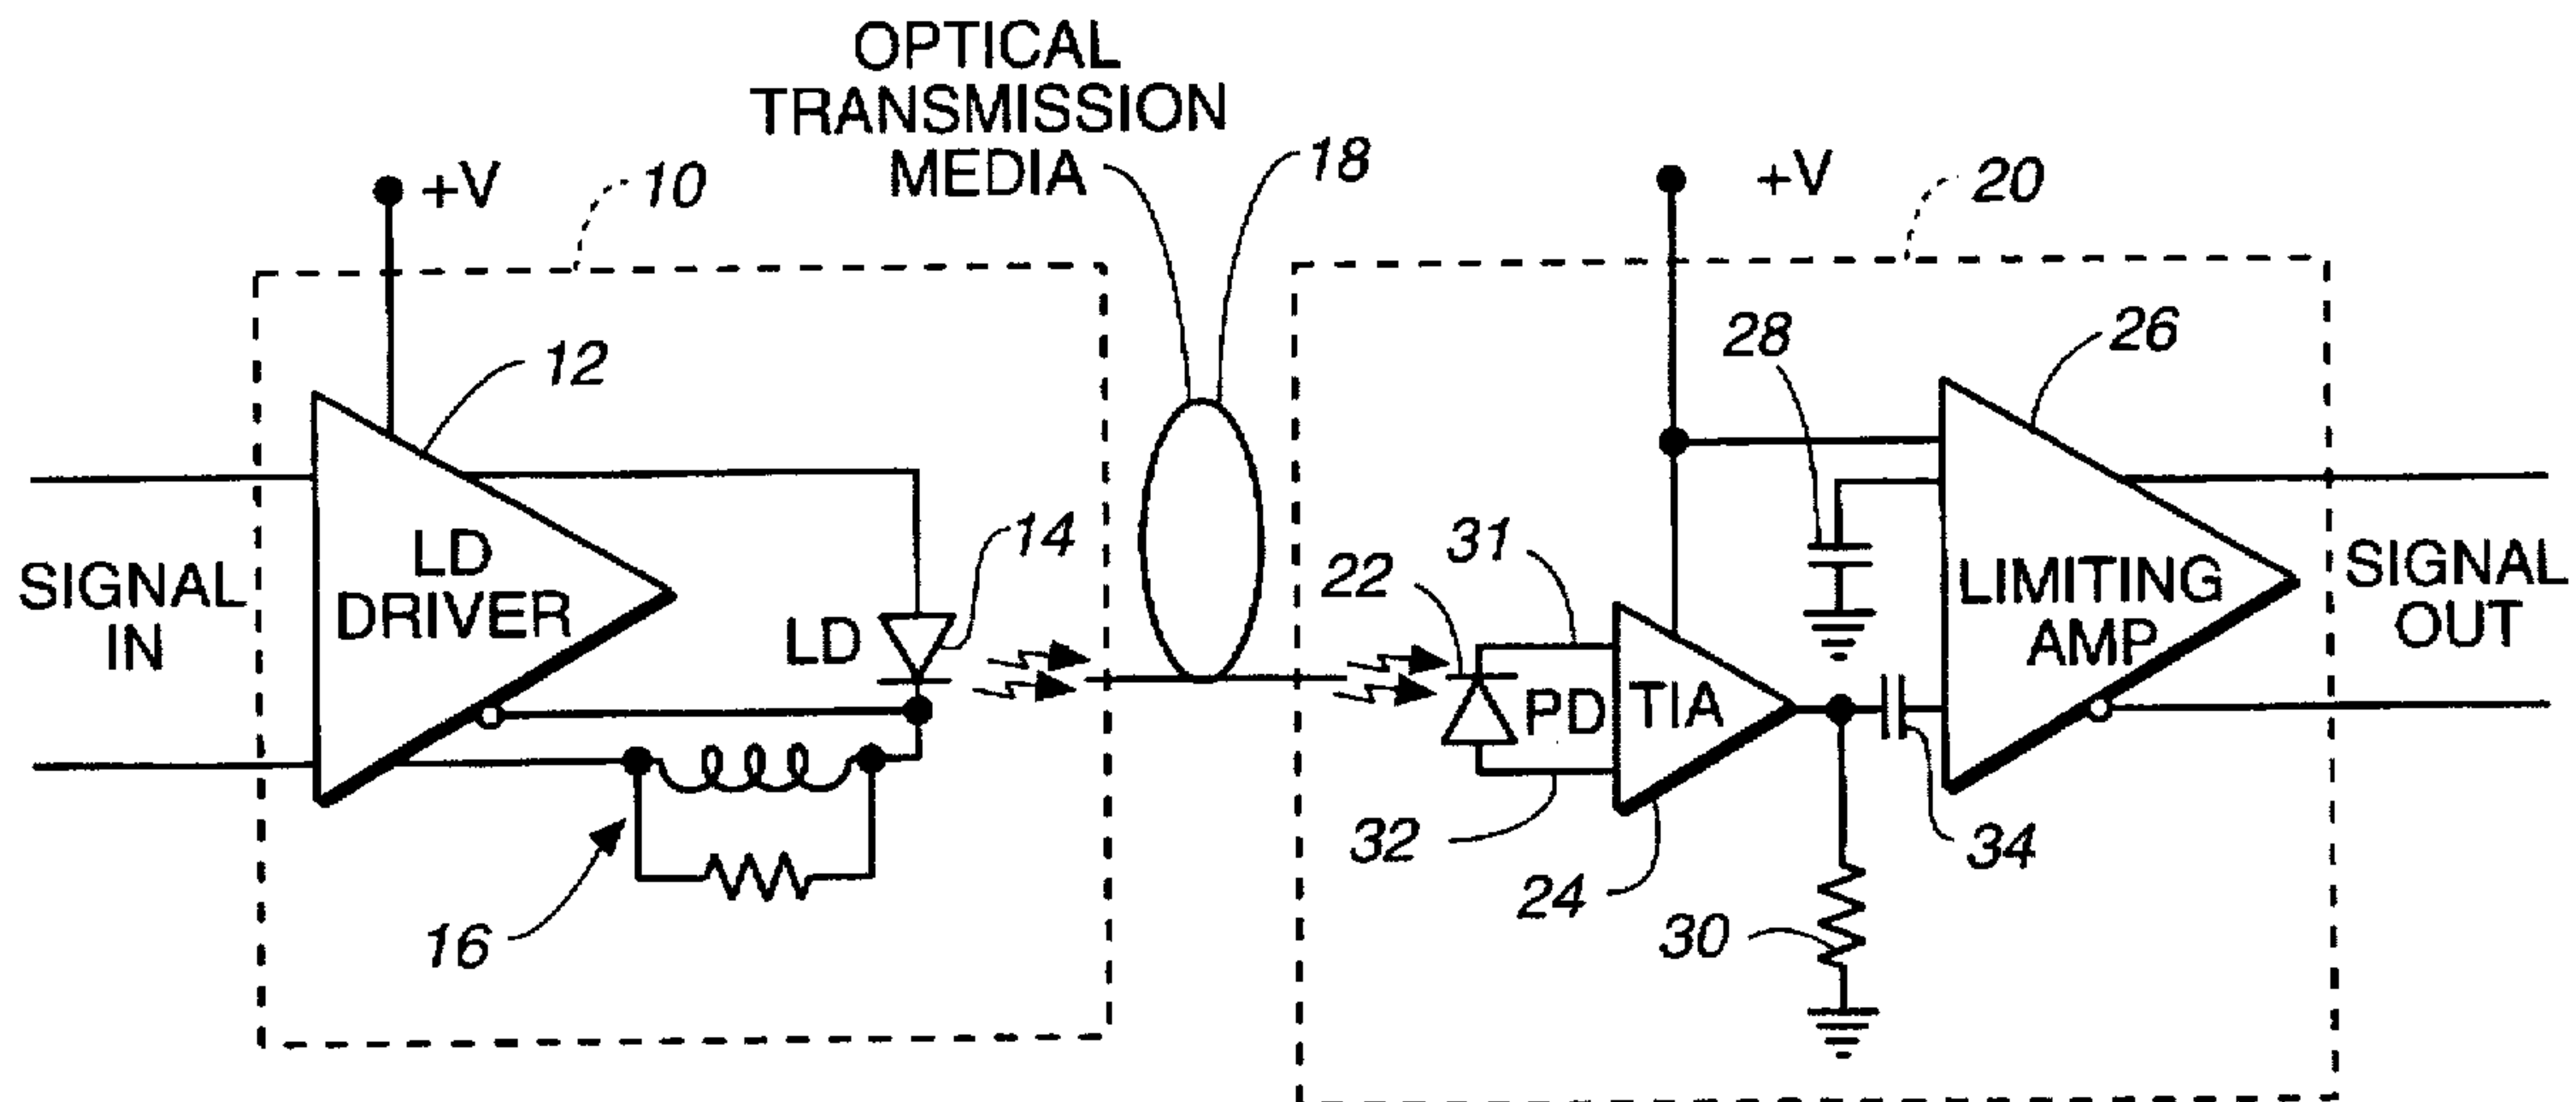 OPTICAL
TRANSMISSION
MEDIA
18
+V
10
+V
20
12
28
26
SIGNAL
IN
LD
DRIVER
LD
14
22
31
PD
TIA
LIMITING
AMP
SIGNAL
OUT
16
32
24
30
34